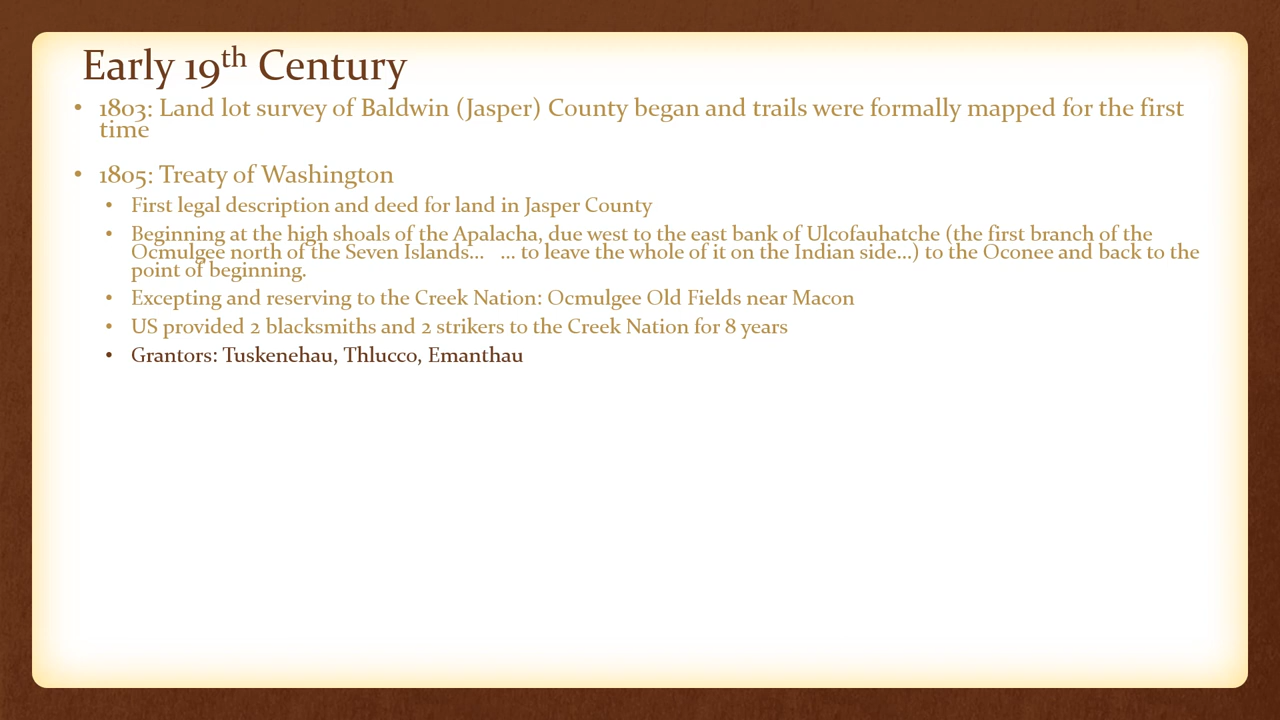 Early 19th Century
• 1803: Land lot survey of Baldwin (Jasper) County began and trails were formally mapped for the first
time
• 1805: Treaty of Washington
• First legal description and deed for land in Jasper County
• Beginning at the high shoals of the Apalacha, due west to the east bank of Ulcofauhatche (the first branch of the
Ocmulgee north of the Seven Islands... ... to leave the whole of it on the Indian side...) to the Oconee and back to the
point of beginning.
• Excepting and reserving to the Creek Nation: Ocmulgee Old Fields near Macon
• US provided 2 blacksmiths and 2 strikers to the Creek Nation for 8 years
• Grantors: Tuskenehau, Thlucco, Emanthau